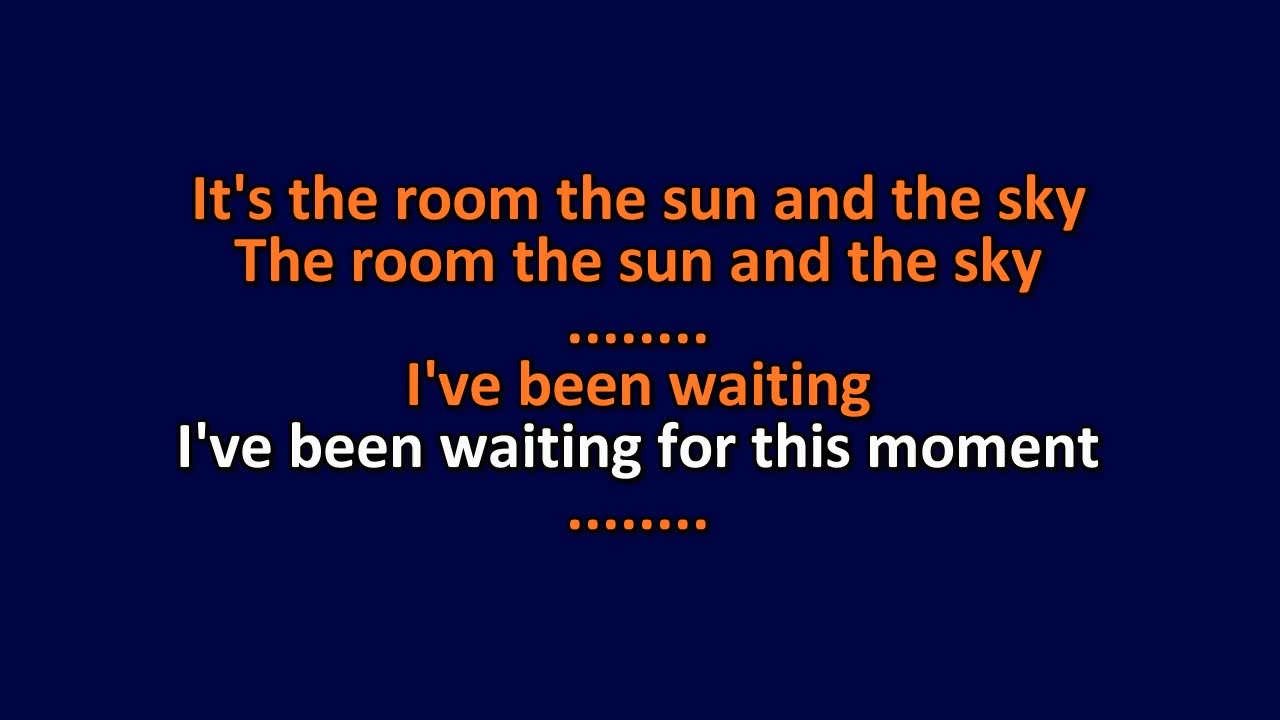 It's the room the sun and the sky
The room the sun and the sky
........
I've been waiting
I've been waiting for this moment
........